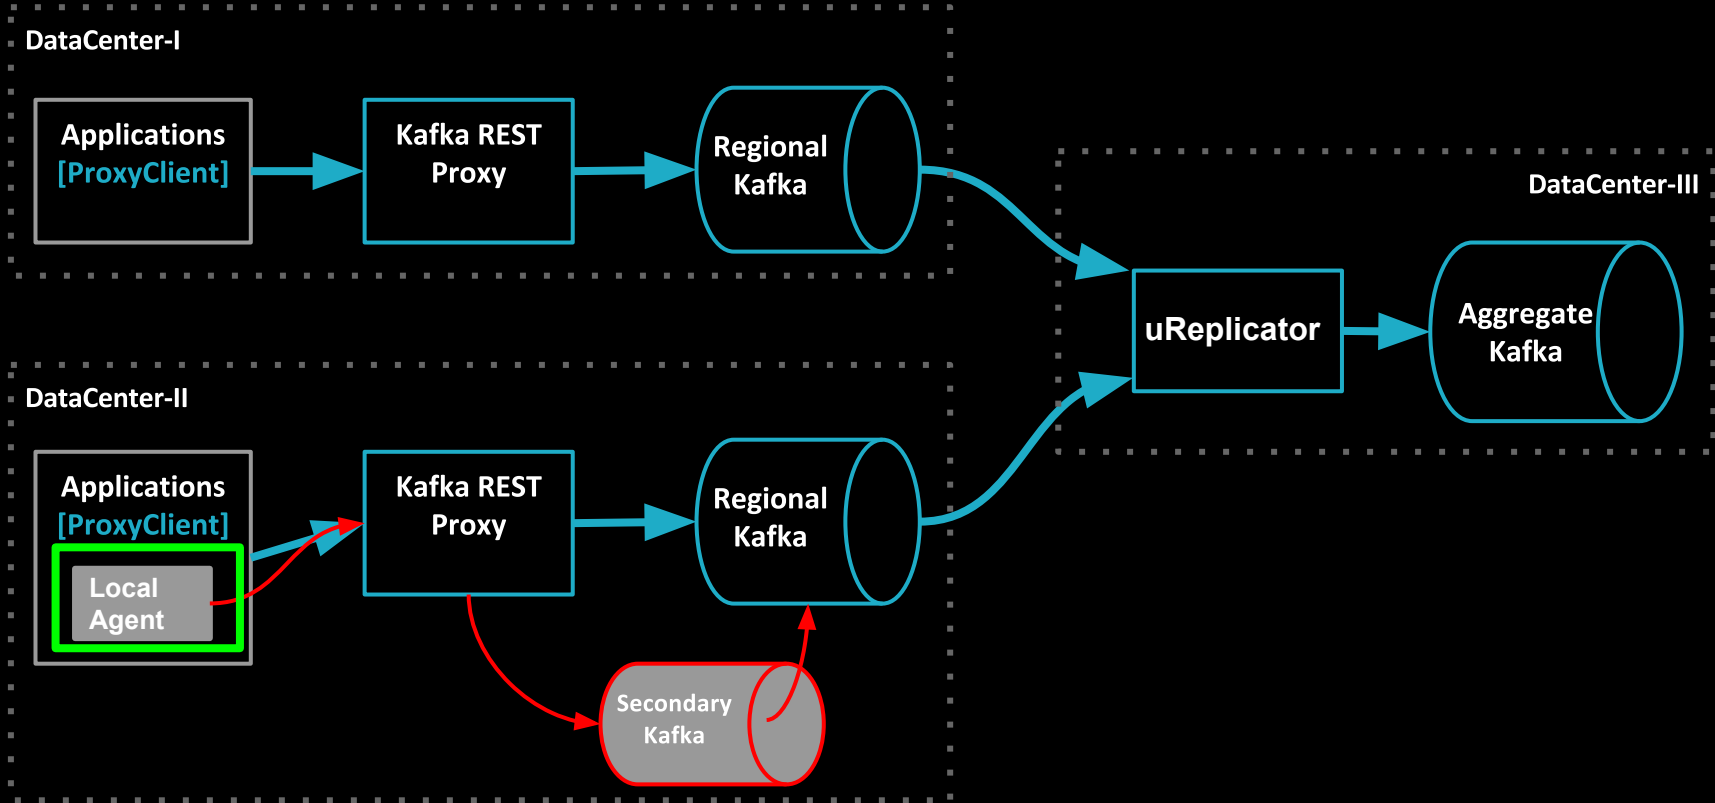 DataCenter-I
Applications
[ProxyClient]
Kafka REST
Proxy
Regional
Kafka
DataCenter-III
uReplicator
Aggregate
Kafka
DataCenter-II
Applications
[ProxyClient]
Local
Agent
Kafka REST
Proxy
Regional
Kafka
Secondary
Kafka